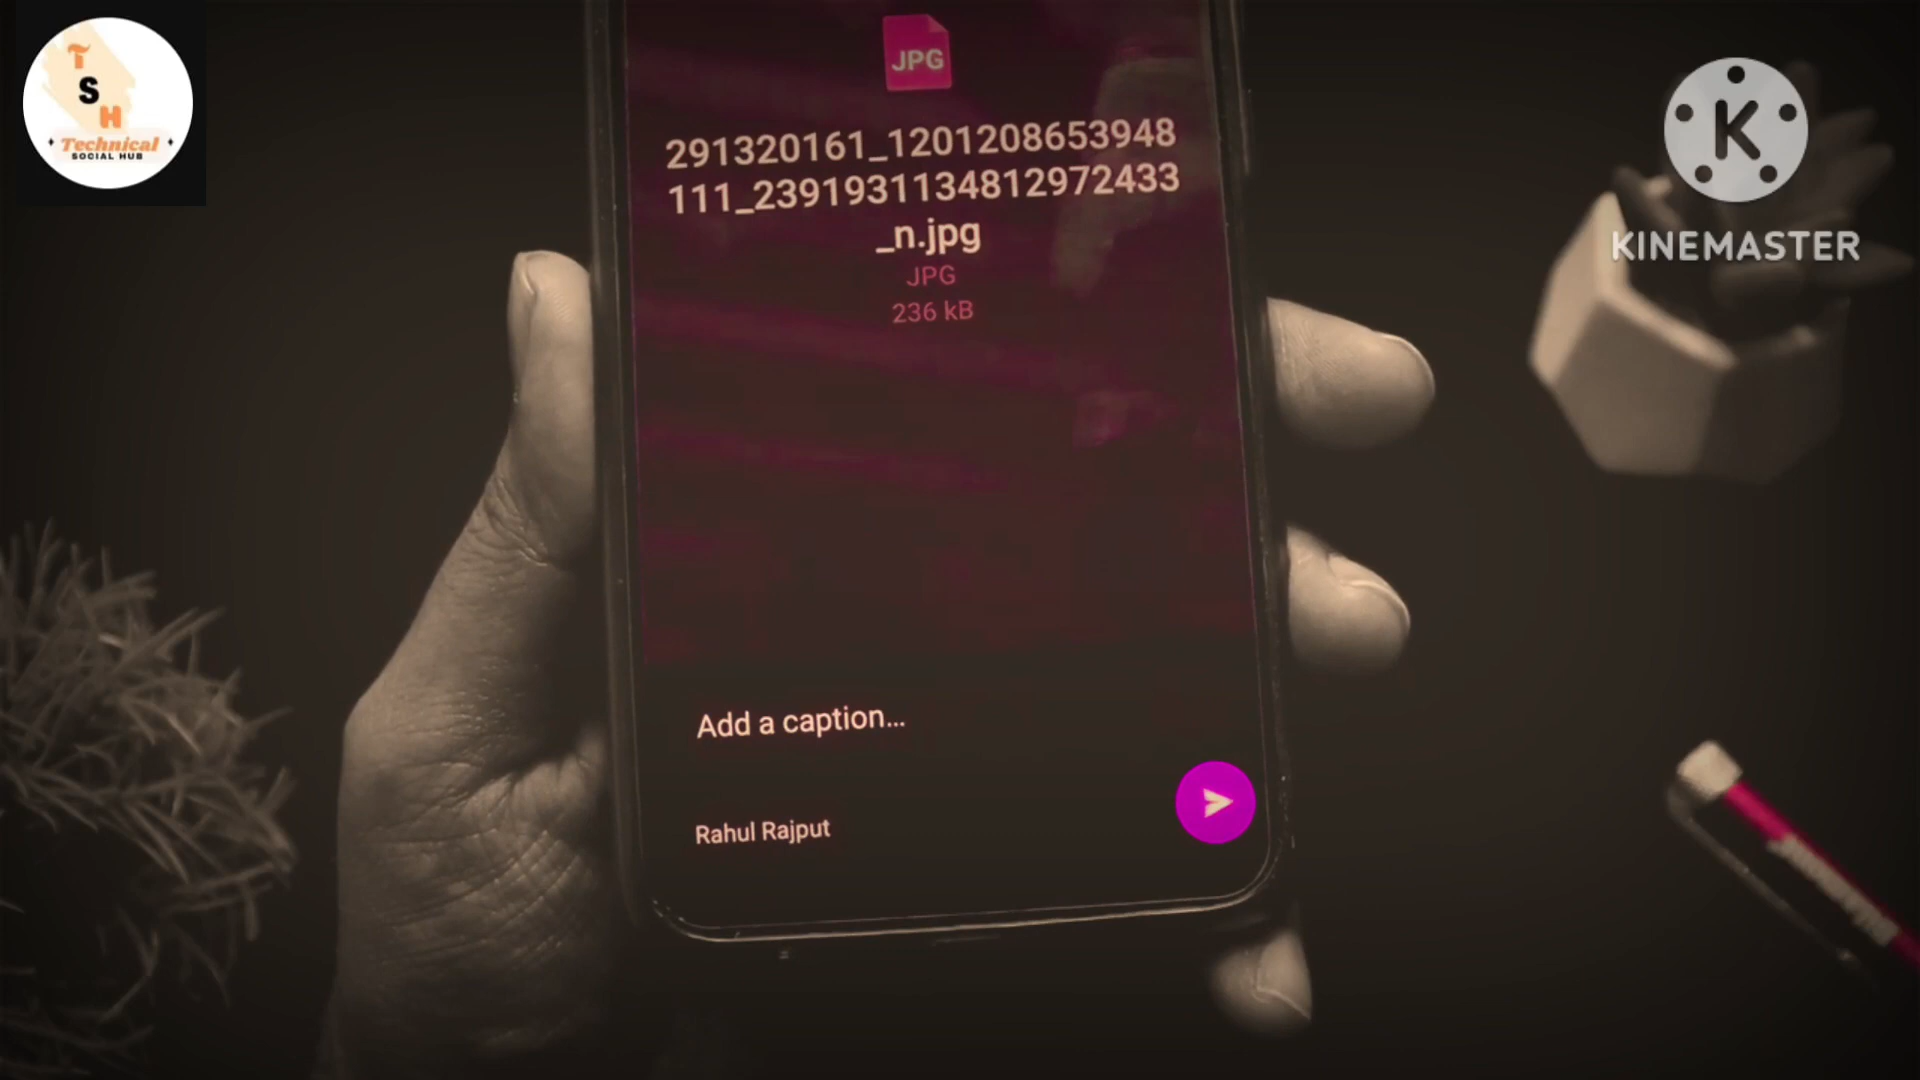 T
S
H
Technical
SOCIAL HUB
K
KINEMASTER
JPG
291320161_1201208653948
111_2391931134812972433
_n.jpg
JPG
236 kB
Add a caption...
Rahul Rajput